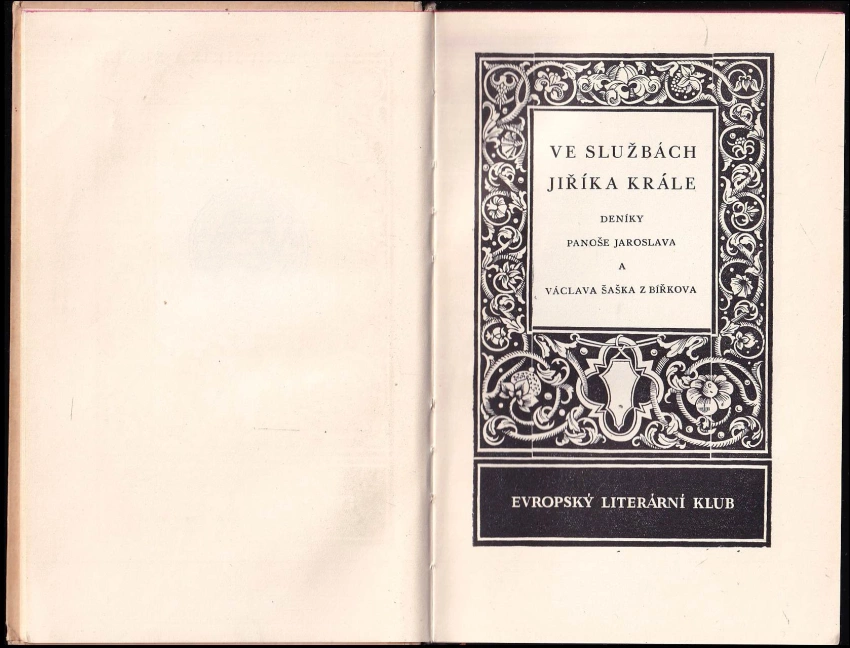 VE SLUŽBÁCH
JIŘÍKA KRÁLE
DENÍKY
PANOŠE JAROSLAVA
A
VÁCLAVA ŠAŠKA Z BÍŘKOVA
EVROPSKÝ LITERÁRNÍ KLUB